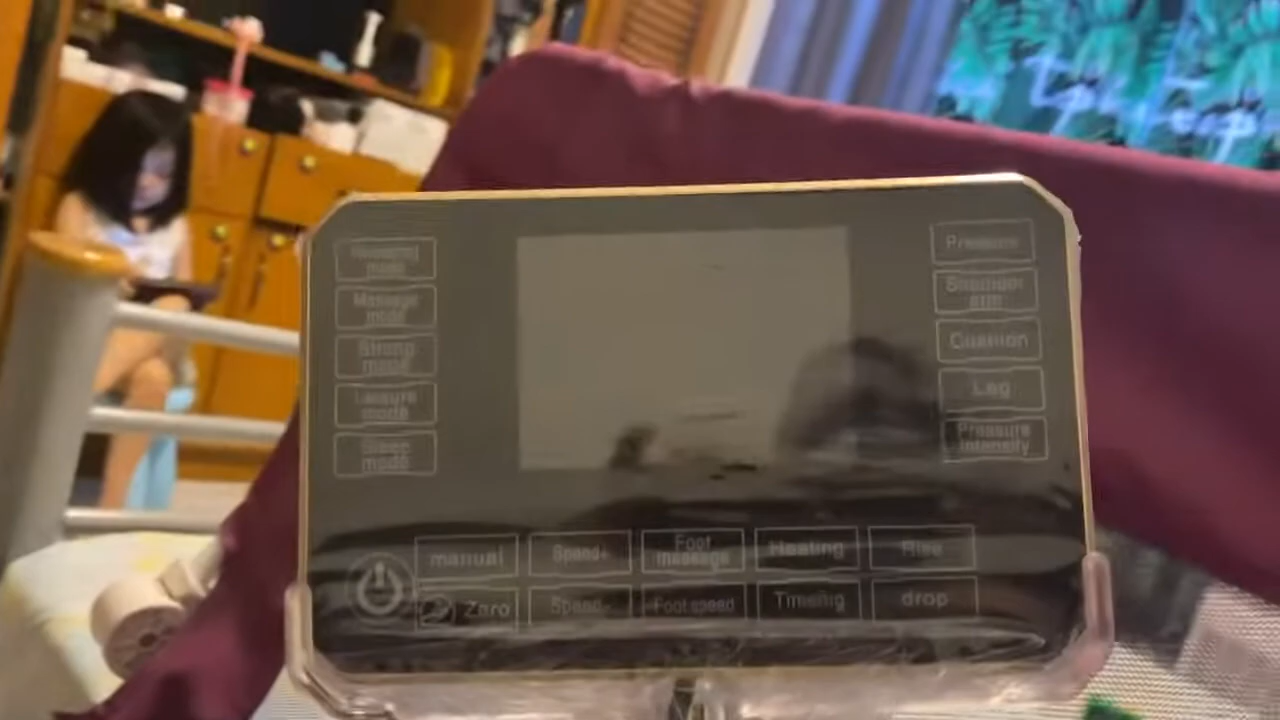 Massage
mode
Strong
mode
Leisure
mode
Sleep
mode
Pressure
Shoulder
Cushion
Leg
Pressure
intensity
manual
Speed+
Foot
massage
Heating
Rise
Zero
Speed-
Foot speed
Timeing
drop